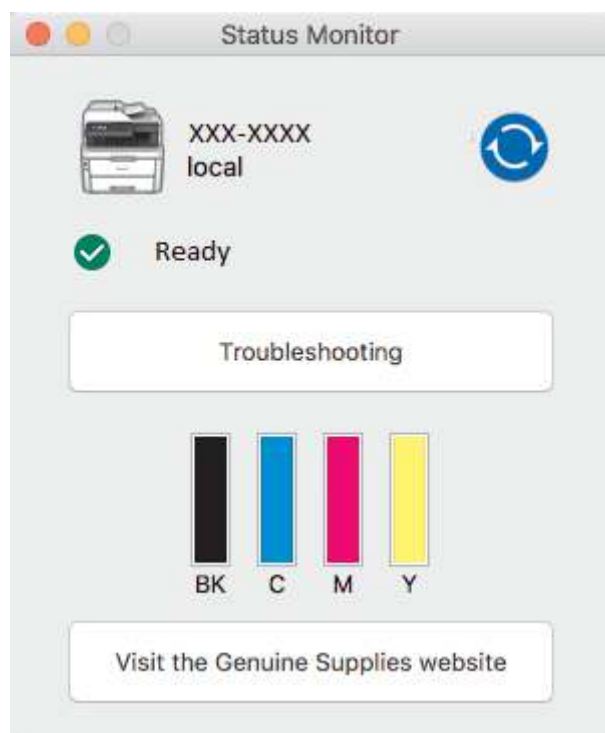 Status Monitor
XXX-XXXX
local
Ready
Troubleshooting
BK C M Y
Visit the Genuine Supplies website